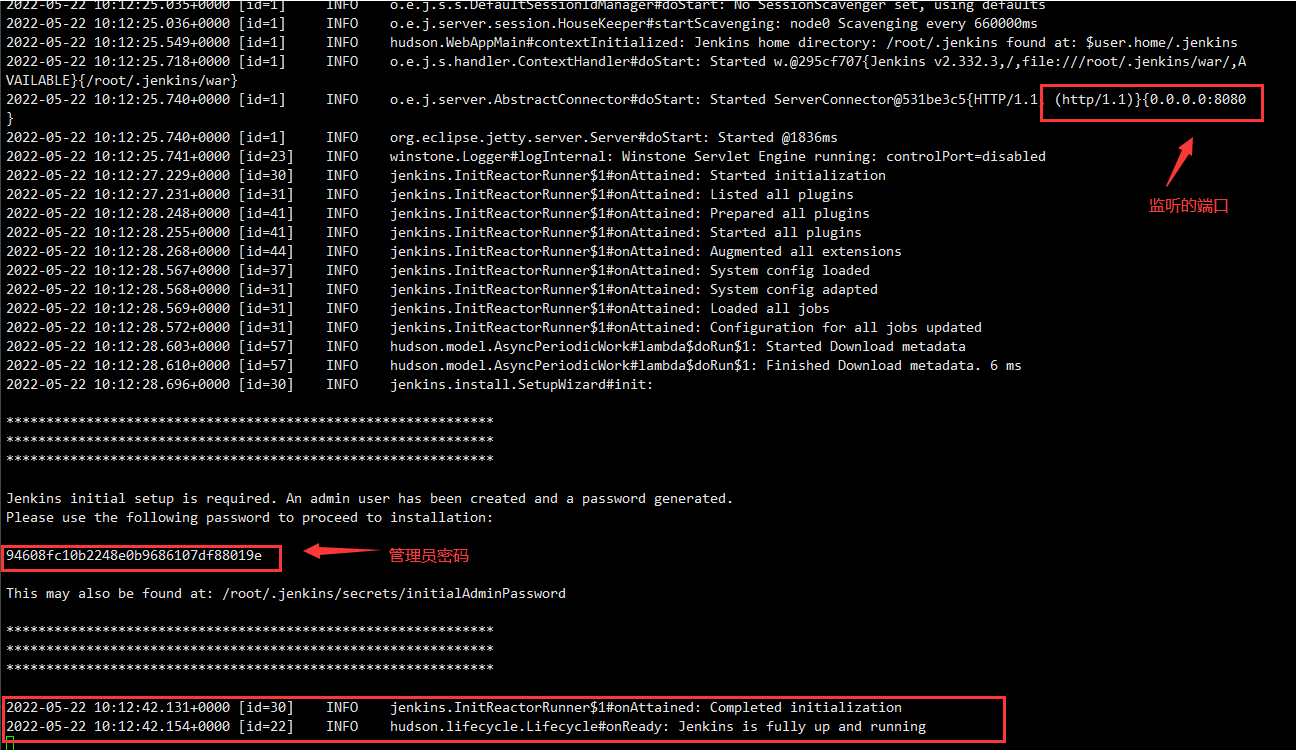 2022-05-22 10:12:25.035+0000 [id=1] INFO o.e.j.s.s.DefaultSessionIdManager#doStart: No SessionScavenger set, using defaults
2022-05-22 10:12:25.036+0000 [id=1] INFO o.e.j.server.session.HouseKeeper#startScavenging: node0 Scavenging every 660000ms
2022-05-22 10:12:25.549+0000 [id=1] INFO hudson.WebAppMain#contextInitialized: Jenkins home directory: /root/.jenkins found at: $user.home/.jenkins
2022-05-22 10:12:25.718+0000 [id=1] INFO o.e.j.s.handler.ContextHandler#doStart: Started w.@295cf707{Jenkins v2.332.3,/,file:///root/.jenkins/war/,A
VAILABLE}{/root/.jenkins/war}
2022-05-22 10:12:25.740+0000 [id=1] INFO o.e.j.server.AbstractConnector#doStart: Started ServerConnector@531be3c5{HTTP/1.1, (http/1.1)}{0.0.0.0:8080
}
2022-05-22 10:12:25.740+0000 [id=1] INFO org.eclipse.jetty.server.Server#doStart: Started @1836ms
2022-05-22 10:12:25.741+0000 [id=23] INFO winstone.Logger#logInternal: Winstone Servlet Engine running: controlPort=disabled
2022-05-22 10:12:27.229+0000 [id=30] INFO jenkins.InitReactorRunner$1#onAttained: Started initialization
2022-05-22 10:12:27.231+0000 [id=31] INFO jenkins.InitReactorRunner$1#onAttained: Listed all plugins
监听的端口
2022-05-22 10:12:28.248+0000 [id=41] INFO jenkins.InitReactorRunner$1#onAttained: Prepared all plugins
2022-05-22 10:12:28.255+0000 [id=41] INFO jenkins.InitReactorRunner$1#onAttained: Started all plugins
2022-05-22 10:12:28.268+0000 [id=44] INFO jenkins.InitReactorRunner$1#onAttained: Augmented all extensions
2022-05-22 10:12:28.567+0000 [id=37] INFO jenkins.InitReactorRunner$1#onAttained: System config loaded
2022-05-22 10:12:28.568+0000 [id=31] INFO jenkins.InitReactorRunner$1#onAttained: System config adapted
2022-05-22 10:12:28.569+0000 [id=31] INFO jenkins.InitReactorRunner$1#onAttained: Loaded all jobs
2022-05-22 10:12:28.572+0000 [id=31] INFO jenkins.InitReactorRunner$1#onAttained: Configuration for all jobs updated
2022-05-22 10:12:28.603+0000 [id=57] INFO hudson.model.AsyncPeriodicWork#lambda$doRun$1: Started Download metadata
2022-05-22 10:12:28.610+0000 [id=57] INFO hudson.model.AsyncPeriodicWork#lambda$doRun$1: Finished Download metadata. 6 ms
2022-05-22 10:12:28.696+0000 [id=30] INFO jenkins.install.SetupWizard#init:
*************************************************************
*************************************************************
*************************************************************
Jenkins initial setup is required. An admin user has been created and a password generated.
Please use the following password to proceed to installation:
94608fc10b2248e0b9686107df88019e
管理员密码
This may also be found at: /root/.jenkins/secrets/initialAdminPassword
*************************************************************
*************************************************************
*************************************************************
2022-05-22 10:12:42.131+0000 [id=30] INFO jenkins.InitReactorRunner$1#onAttained: Completed initialization
2022-05-22 10:12:42.154+0000 [id=22] INFO hudson.lifecycle.Lifecycle#onReady: Jenkins is fully up and running